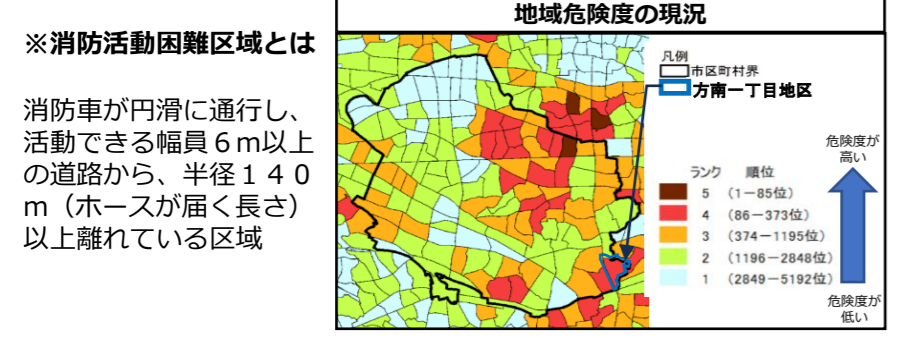 ※消防活動困難区域とは
消防車が円滑に通行し、
活動できる幅員６ｍ以上
の道路から、半径１４０
ｍ（ホースが届く長さ）
以上離れている区域
地域危険度の現況
凡例
市区町村界
方南一丁目地区
危険度が
高い
ランク 順位
5 （1－85位）
4 （86－373位）
3 （374－1195位）
2 （1196－2848位）
1 （2849－5192位）
危険度が
低い